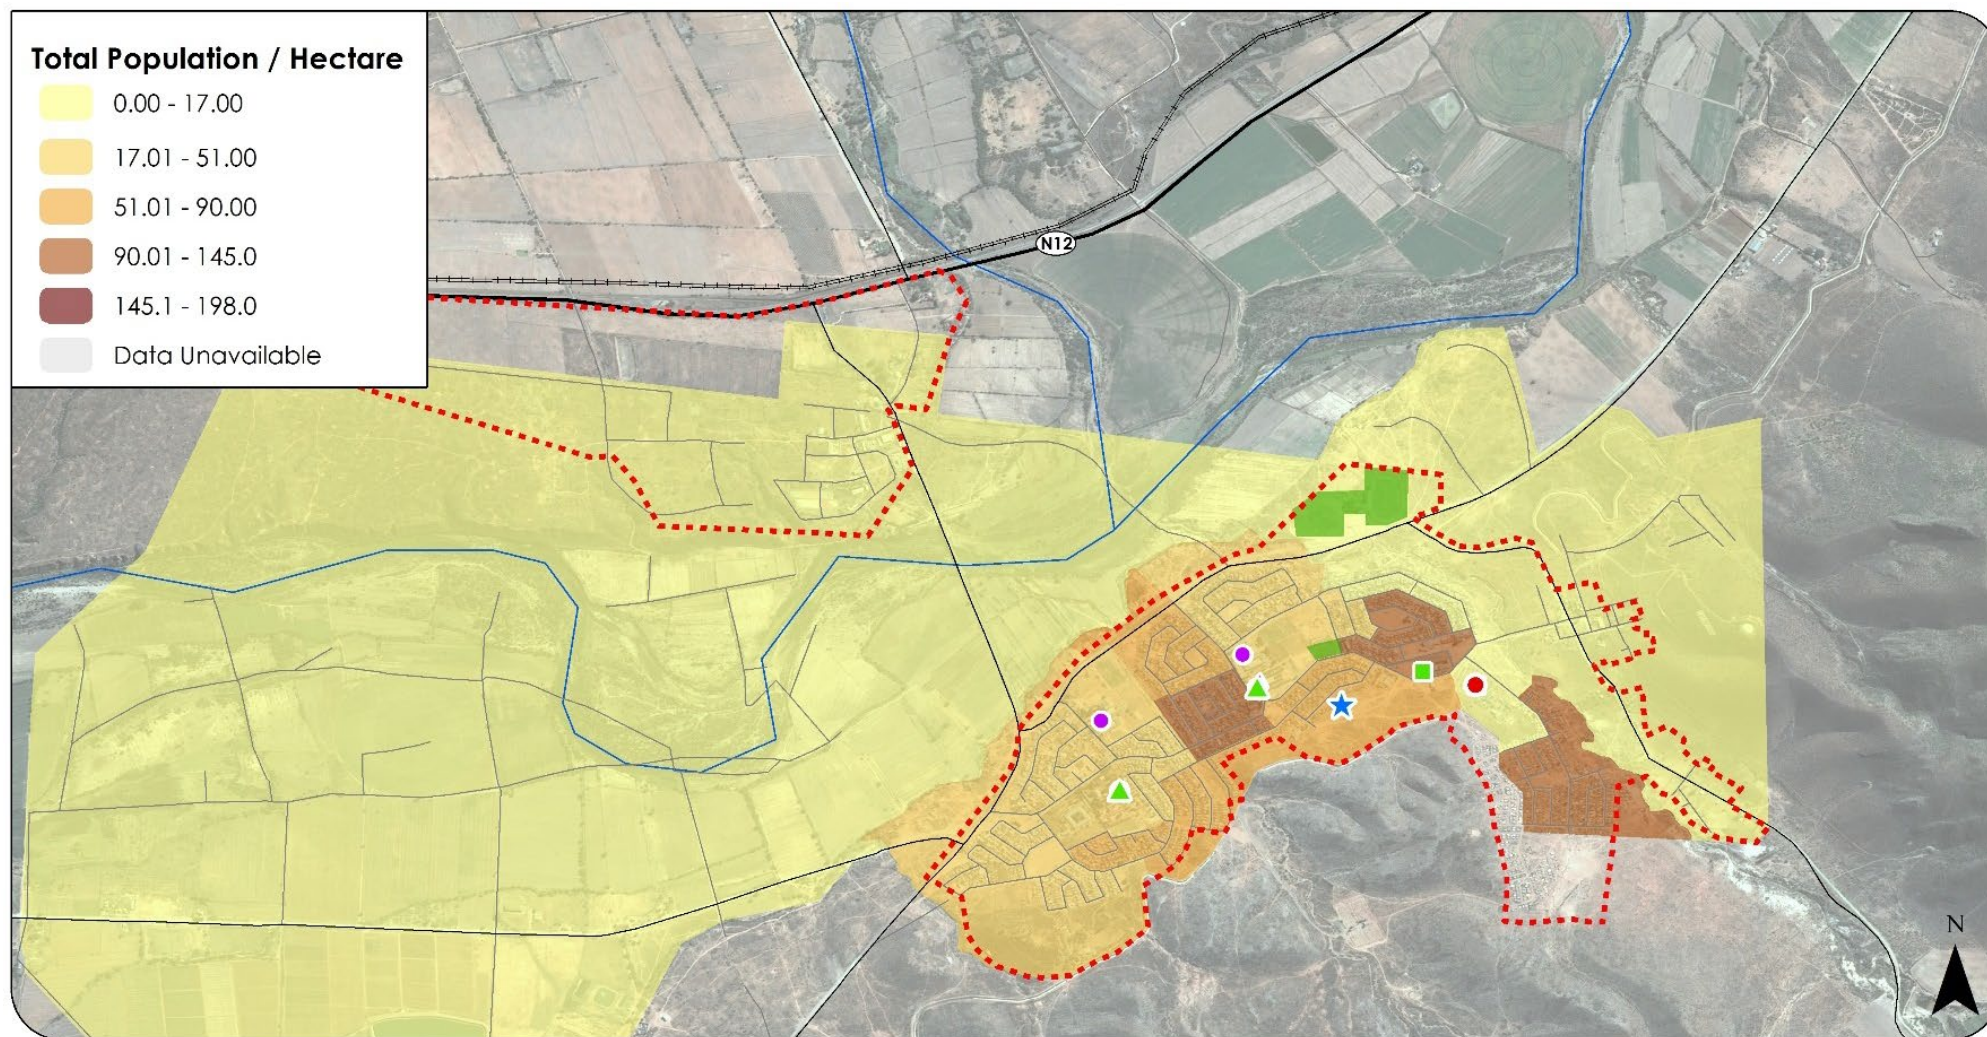 Total Population / Hectare
0.00 - 17.00
17.01 - 51.00
51.01 - 90.00
90.01 - 145.0
145.1 - 198.0
Data Unavailable
N12
N